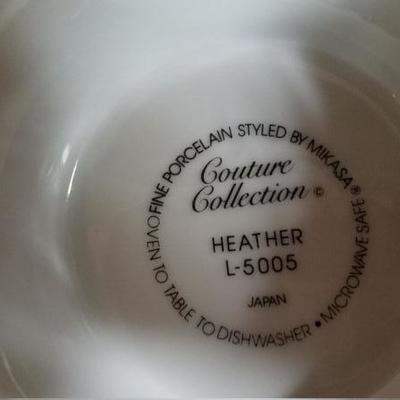 FINE PORCELAIN STYLED BY MIKASA®
Couture
Collection ©
HEATHER
L-5005
JAPAN
OVEN TO TABLE TO DISHWASHER • MICROWAVE SAFE •